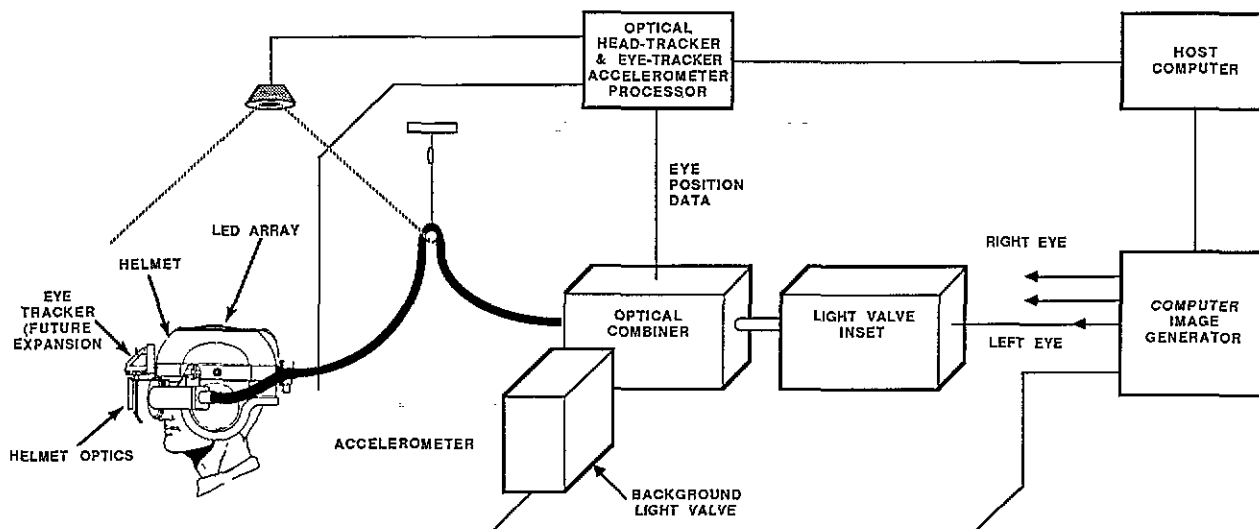 OPTICAL
HEAD-TRACKER
& EYE-TRACKER
ACCELEROMETER
PROCESSOR
HOST
COMPUTER
EYE
POSITION
DATA
LED ARRAY
HELMET
EYE
TRACKER
(FUTURE
EXPANSION
HELMET OPTICS
ACCELEROMETER
OPTICAL
COMBINER
LIGHT VALVE
INSET
RIGHT EYE
LEFT EYE
COMPUTER
IMAGE
GENERATOR
BACKGROUND
LIGHT VALVE